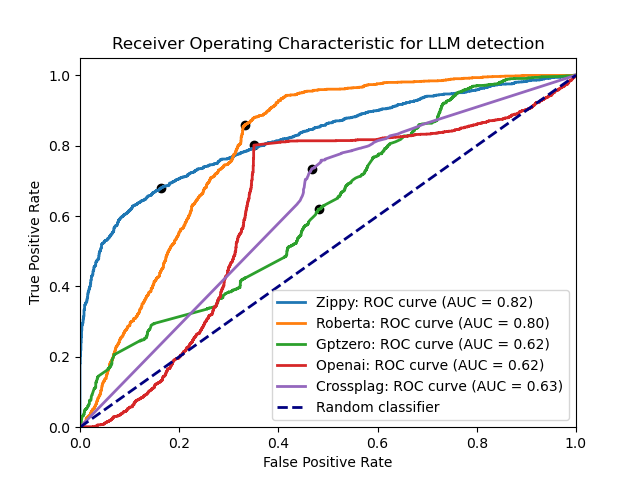 Receiver Operating Characteristic for LLM detection
True Positive Rate
1.0
0.8
0.6
0.4
0.2
0.0
Zippy: ROC curve (AUC = 0.82)
Roberta: ROC curve (AUC = 0.80)
Gptzero: ROC curve (AUC = 0.62)
Openai: ROC curve (AUC = 0.62)
Crossplag: ROC curve (AUC = 0.63)
Random classifier
0.0 0.2 0.4 0.6 0.8 1.0
False Positive Rate